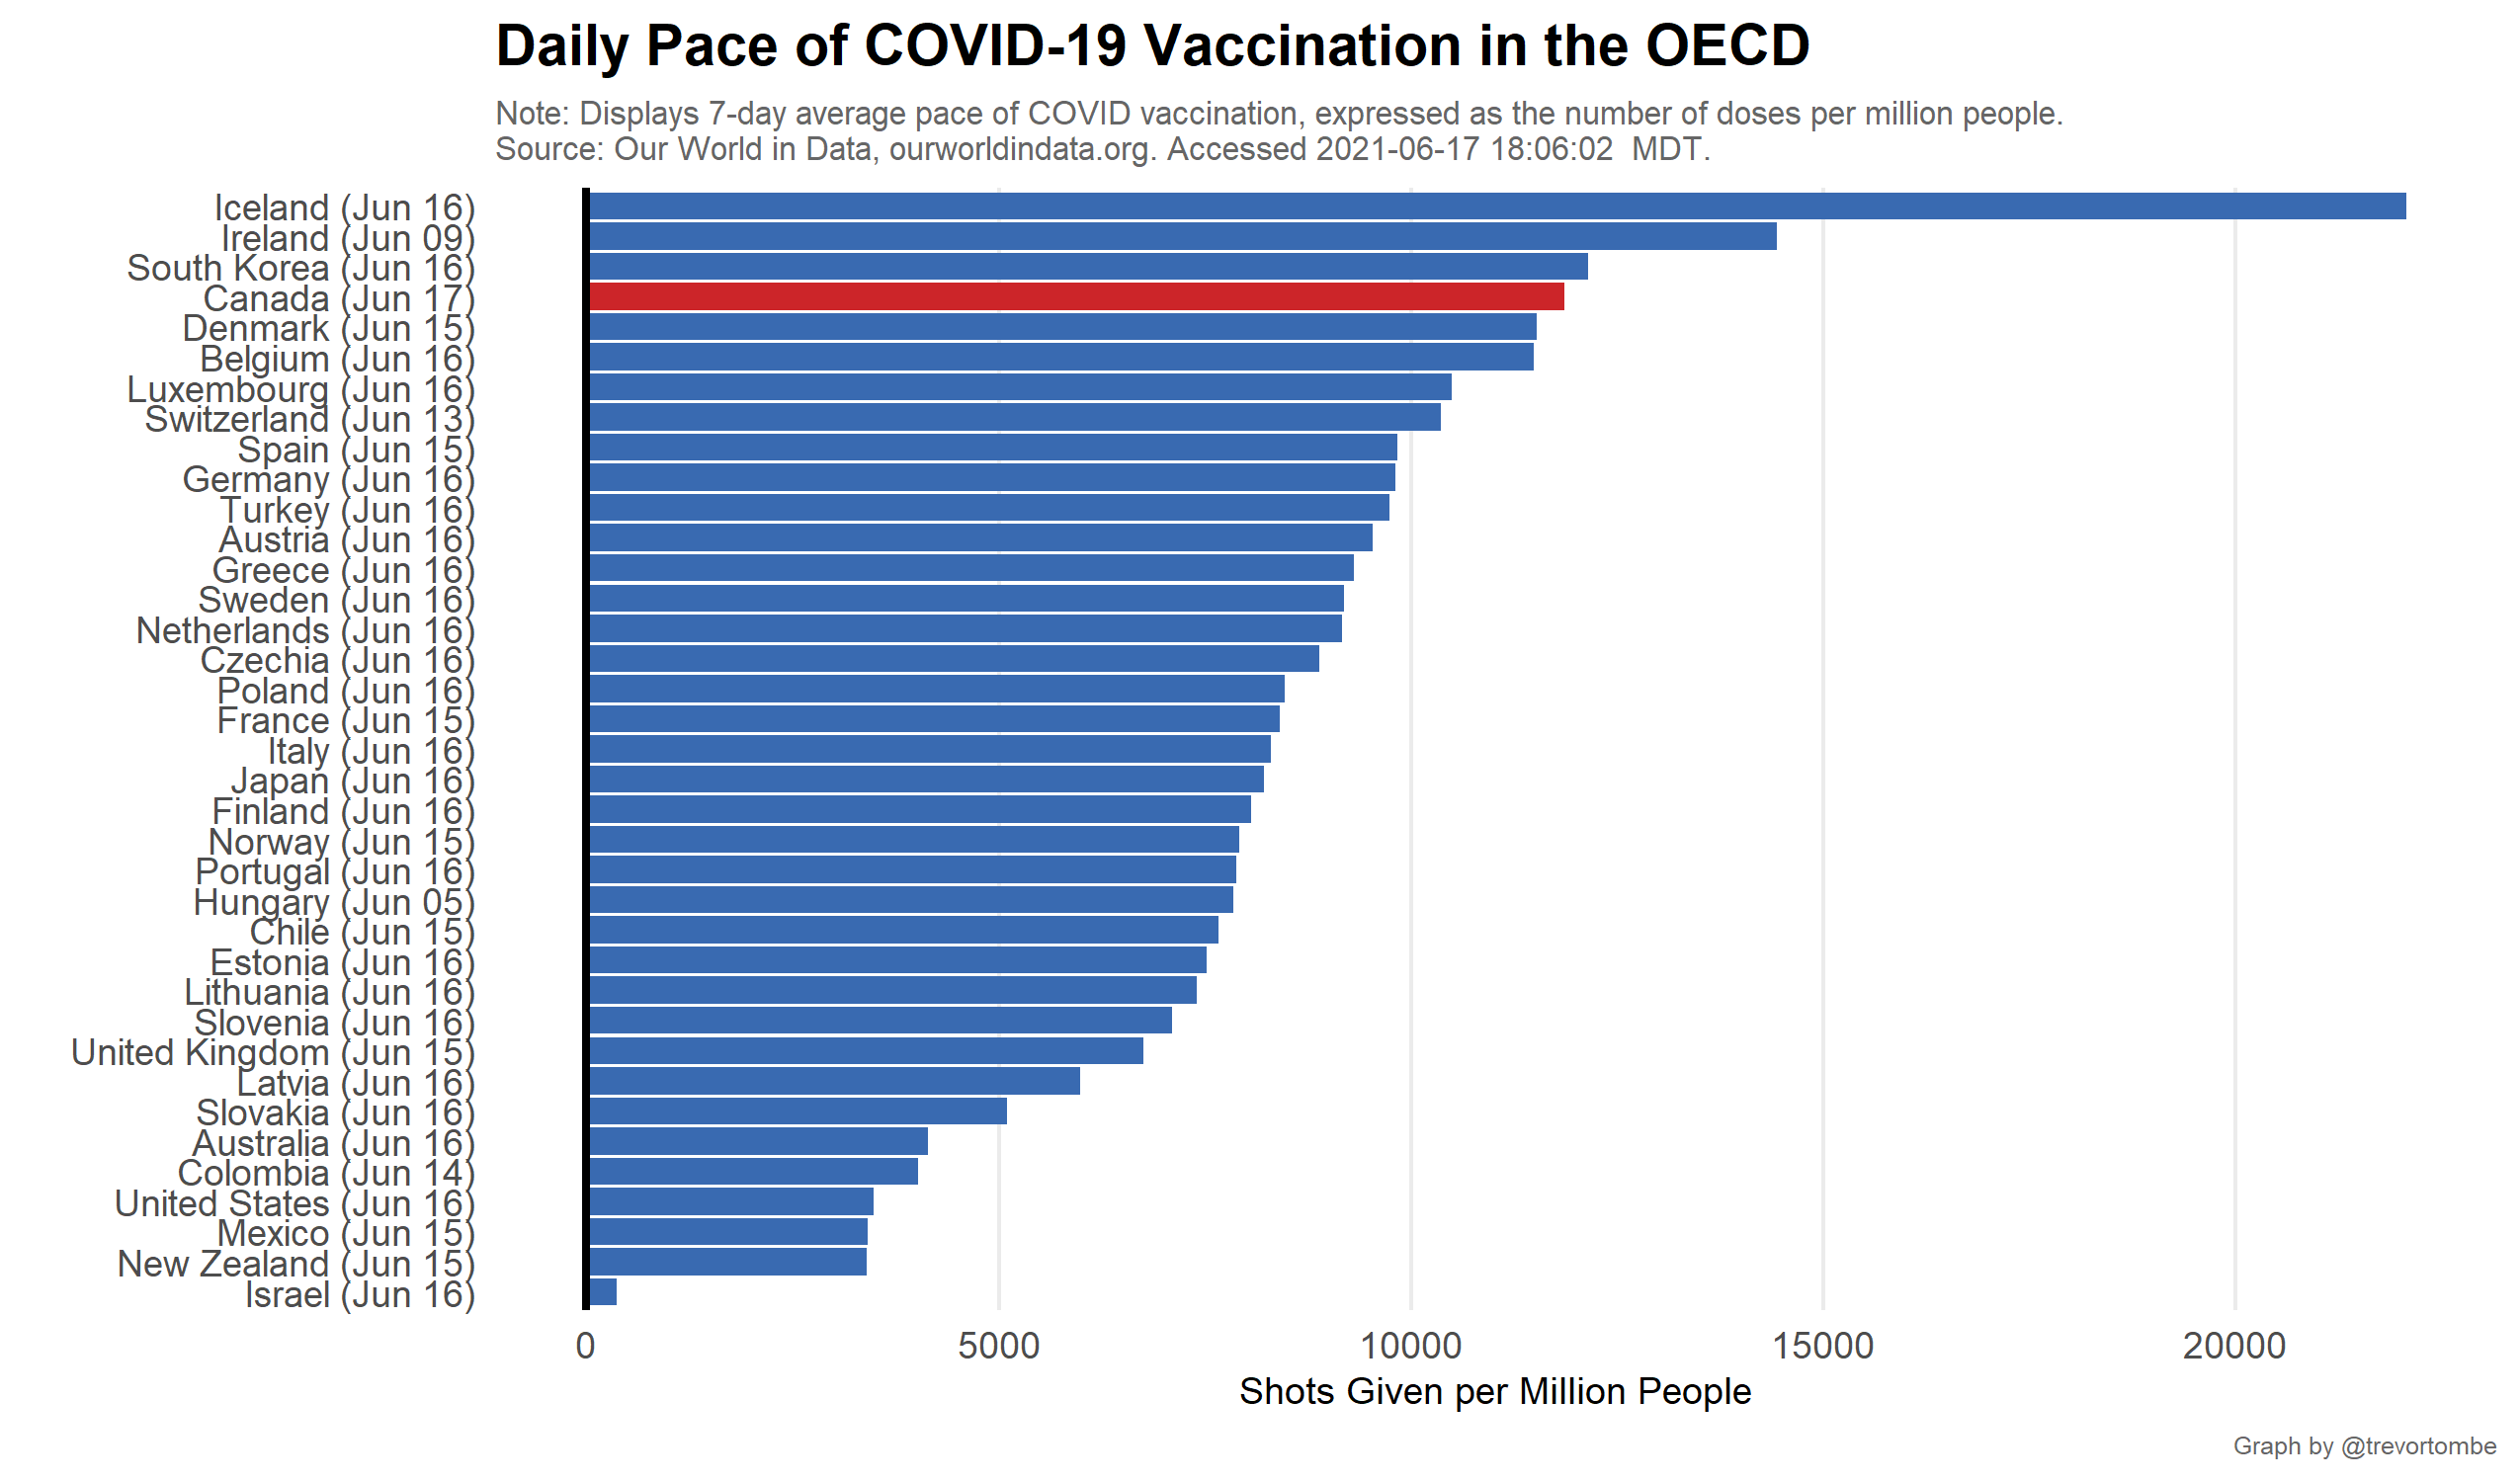 Daily Pace of COVID-19 Vaccination in the OECD
Note: Displays 7-day average pace of COVID vaccination, expressed as the number of doses per million people.
Source: Our World in Data, ourworldindata.org. Accessed 2021-06-17 18:06:02  MDT.
Iceland (Jun 16)
Ireland (Jun 09)
South Korea (Jun 16)
Canada (Jun 17)
Denmark (Jun 15)
Belgium (Jun 16)
Luxembourg (Jun 16)
Switzerland (Jun 13)
Spain (Jun 15)
Germany (Jun 16)
Turkey (Jun 16)
Austria (Jun 16)
Greece (Jun 16)
Sweden (Jun 16)
Netherlands (Jun 16)
Czechia (Jun 16)
Poland (Jun 16)
France (Jun 15)
Italy (Jun 16)
Japan (Jun 16)
Finland (Jun 16)
Norway (Jun 15)
Portugal (Jun 16)
Hungary (Jun 05)
Chile (Jun 15)
Estonia (Jun 16)
Lithuania (Jun 16)
Slovenia (Jun 16)
United Kingdom (Jun 15)
Latvia (Jun 16)
Slovakia (Jun 16)
Australia (Jun 16)
Colombia (Jun 14)
United States (Jun 16)
Mexico (Jun 15)
New Zealand (Jun 15)
Israel (Jun 16)
0 5000 10000 15000 20000
Shots Given per Million People
Graph by @trevortombe